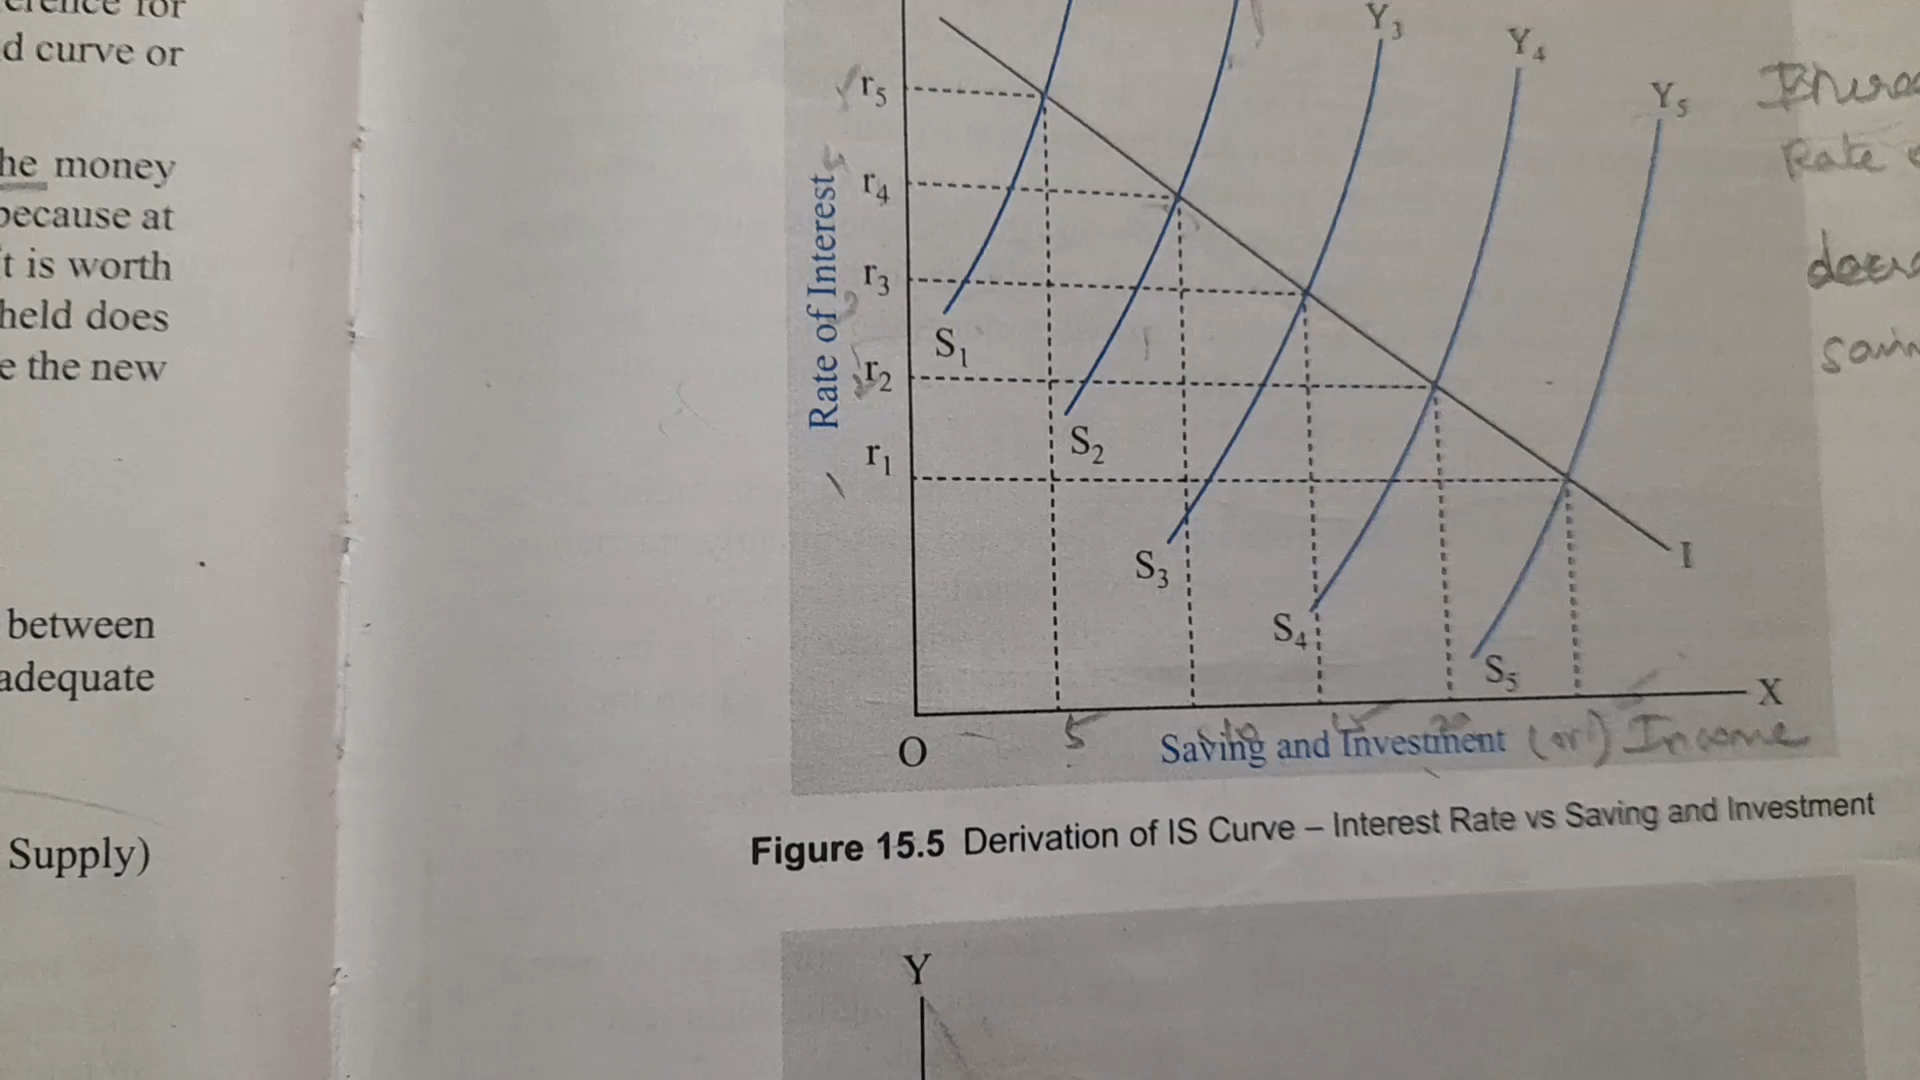 erence for
d curve or
he money
because at
t is worth
held does
e the new
between
adequate
Supply)
Y3
Y4
Y5
r5
r4
r3
r2
r1
Rate of Interest
S1
S2
S3
S4
S5
I
X
O
5
Saving and Investment (or) Income
Rate
Figure 15.5 Derivation of IS Curve – Interest Rate vs Saving and Investment
Y